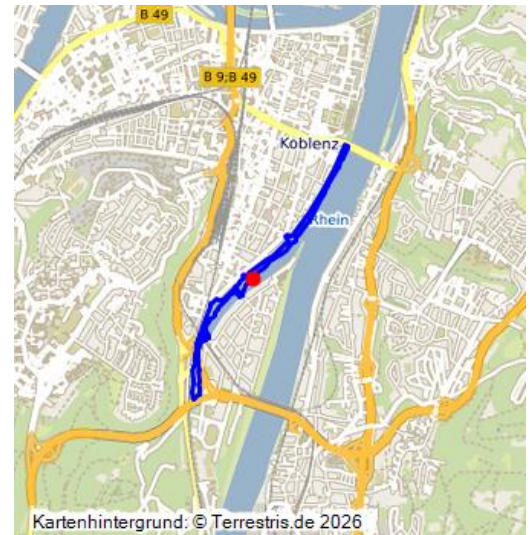 B 49
B 9;B 49
Koblenz
Rhein
Kartenhintergrund: © Terrestris.de 2026